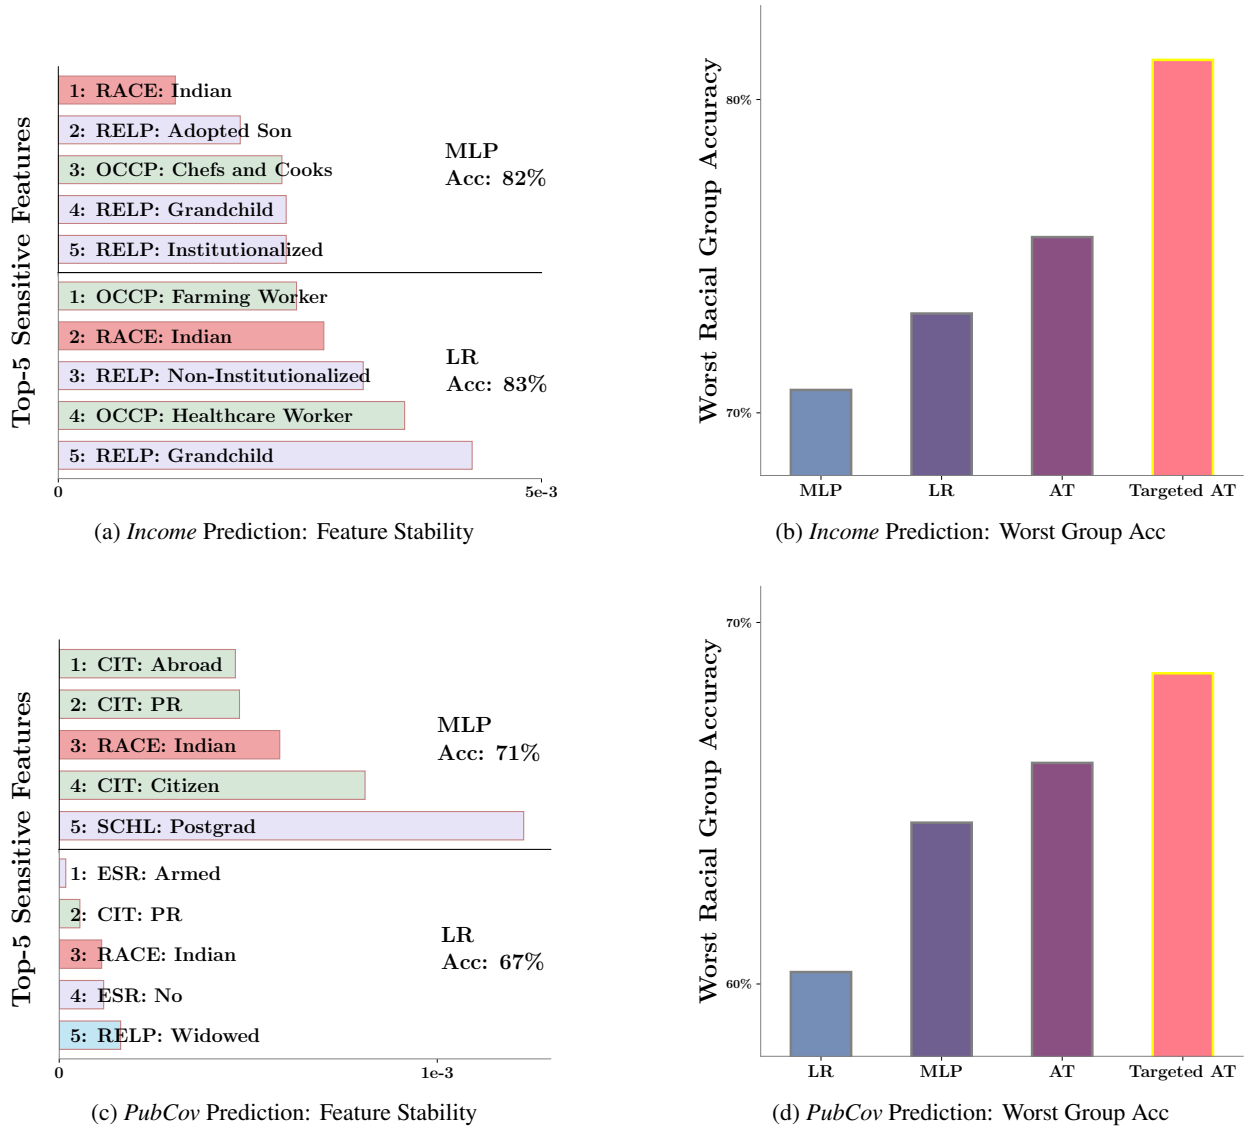 Top-5 Sensitive Features
1: RACE: Indian
2: RELP: Adopted Son
3: OCCP: Chefs and Cooks
4: RELP: Grandchild
5: RELP: Institutionalized
MLP
Acc: 82%
1: OCCP: Farming Worker
2: RACE: Indian
3: RELP: Non-Institutionalized
4: OCCP: Healthcare Worker
5: RELP: Grandchild
LR
Acc: 83%
0
5e-3
(a) Income Prediction: Feature Stability
Worst Racial Group Accuracy
80%
70%
MLP
LR
AT
Targeted AT
(b) Income Prediction: Worst Group Acc
Top-5 Sensitive Features
1: CIT: Abroad
2: CIT: PR
3: RACE: Indian
4: CIT: Citizen
5: SCHL: Postgrad
MLP
Acc: 71%
1: ESR: Armed
2: CIT: PR
3: RACE: Indian
4: ESR: No
5: RELP: Widowed
LR
Acc: 67%
0
1e-3
(c) PubCov Prediction: Feature Stability
Worst Racial Group Accuracy
70%
60%
LR
MLP
AT
Targeted AT
(d) PubCov Prediction: Worst Group Acc